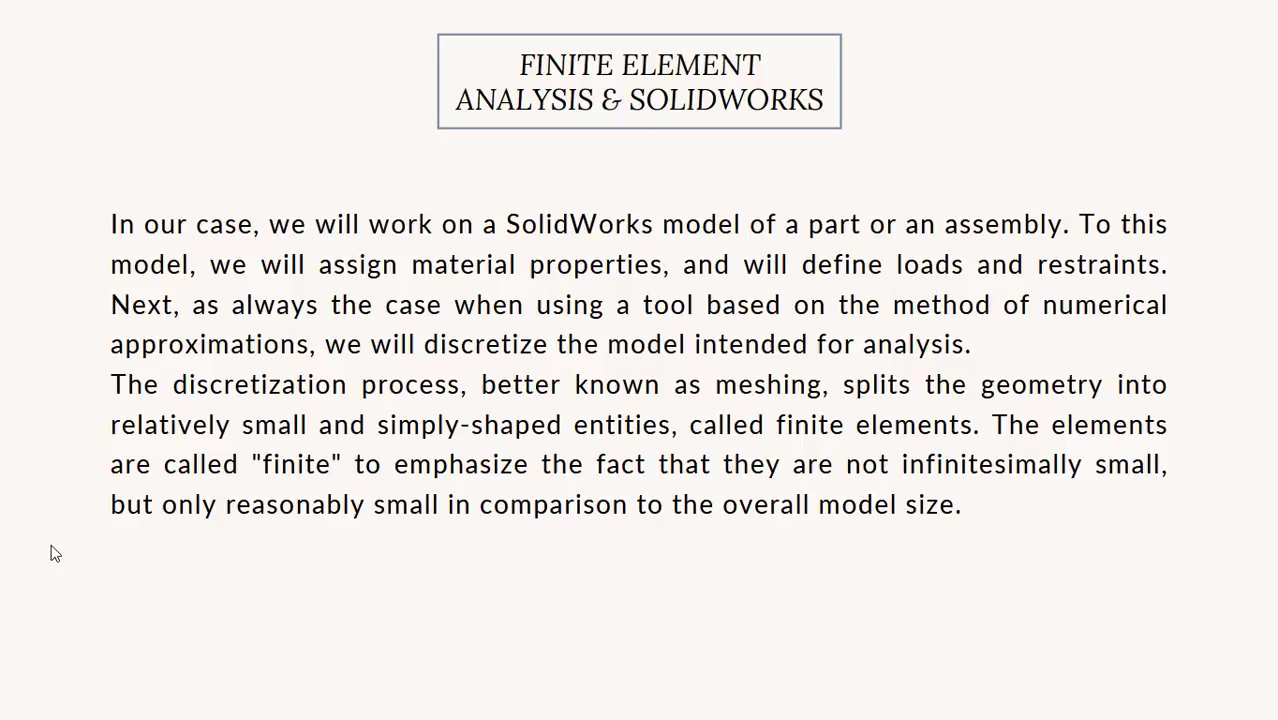 FINITE ELEMENT
ANALYSIS & SOLIDWORKS
In our case, we will work on a SolidWorks model of a part or an assembly. To this
model, we will assign material properties, and will define loads and restraints.
Next, as always the case when using a tool based on the method of numerical
approximations, we will discretize the model intended for analysis.
The discretization process, better known as meshing, splits the geometry into
relatively small and simply-shaped entities, called finite elements. The elements
are called "finite" to emphasize the fact that they are not infinitesimally small,
but only reasonably small in comparison to the overall model size.